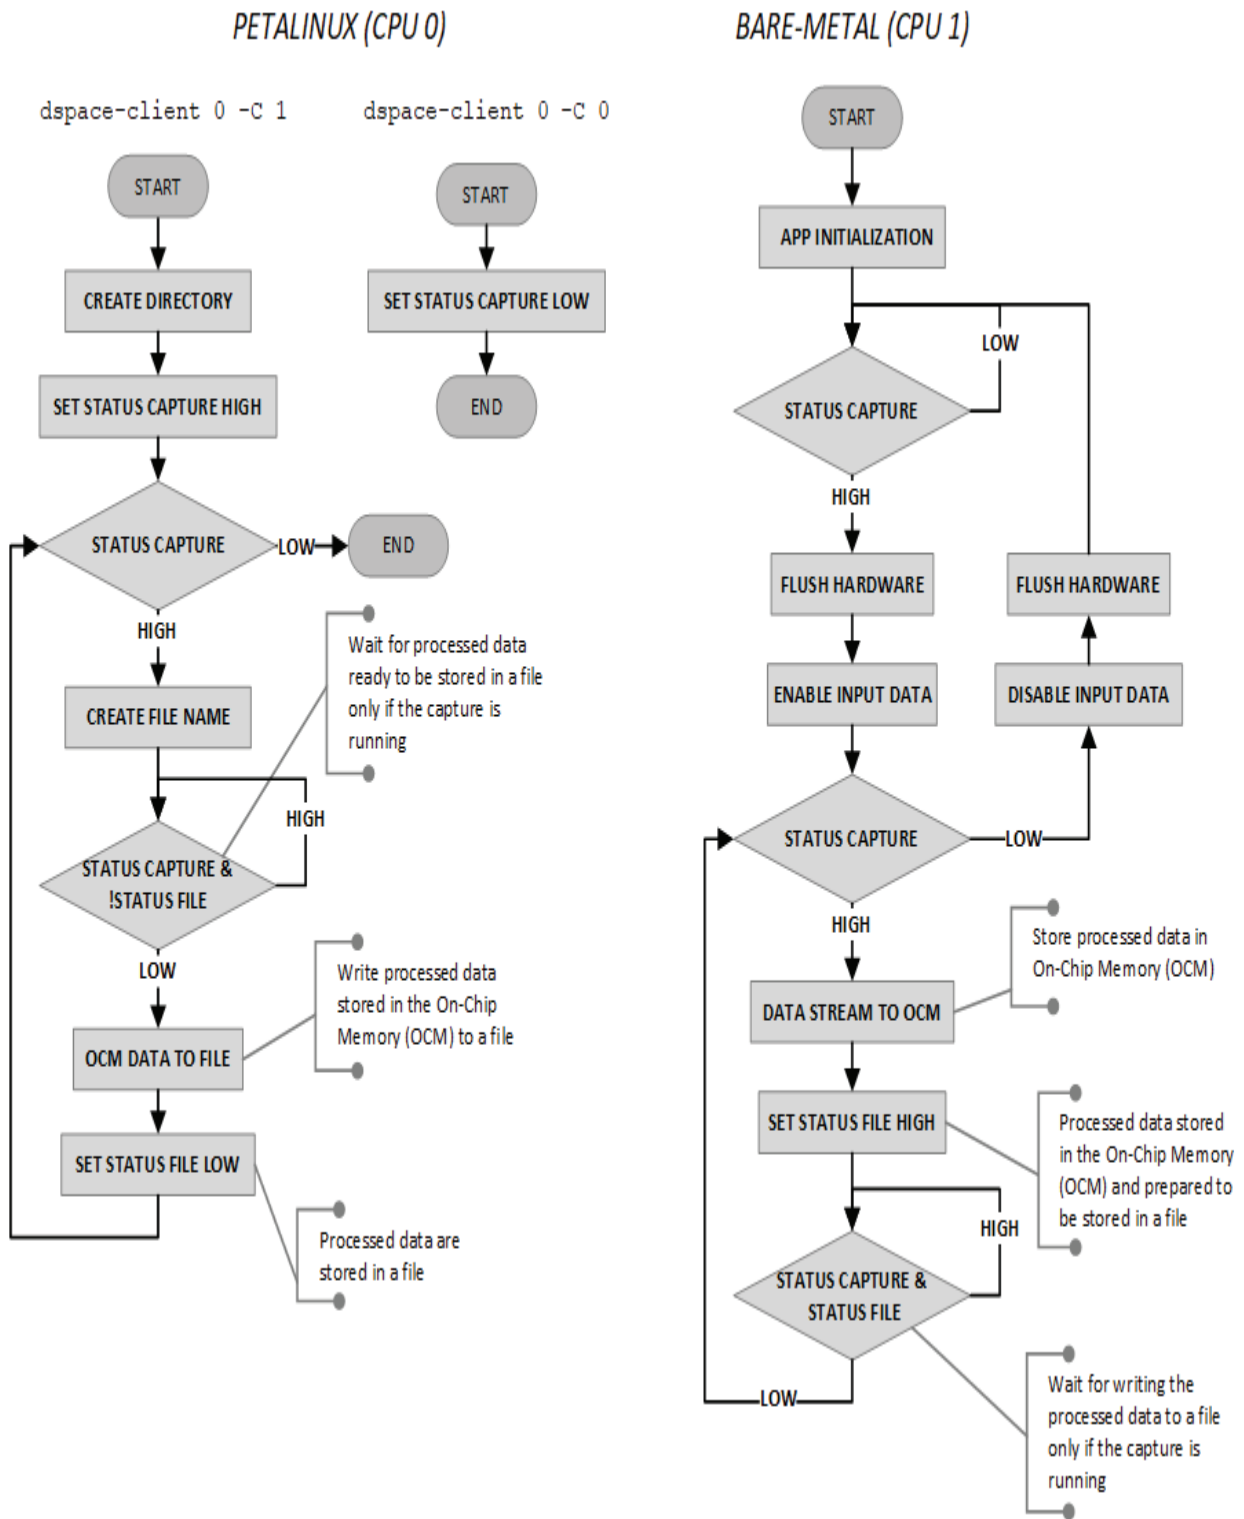 PETALINUX (CPU 0)
dspace-client 0 -C 1
START
CREATE DIRECTORY
SET STATUS CAPTURE HIGH
STATUS CAPTURE
LOW
END
HIGH
CREATE FILE NAME
Wait for processed data
ready to be stored in a file
only if the capture is
running
HIGH
STATUS CAPTURE &
!STATUS FILE
LOW
OCM DATA TO FILE
Write processed data
stored in the On-Chip
Memory (OCM) to a file
SET STATUS FILE LOW
Processed data are
stored in a file
dspace-client 0 -C 0
START
SET STATUS CAPTURE LOW
END
BARE-METAL (CPU 1)
START
APP INITIALIZATION
LOW
STATUS CAPTURE
HIGH
FLUSH HARDWARE
FLUSH HARDWARE
ENABLE INPUT DATA
DISABLE INPUT DATA
STATUS CAPTURE
LOW
HIGH
Store processed data in
On-Chip Memory (OCM)
DATA STREAM TO OCM
SET STATUS FILE HIGH
Processed data stored
in the On-Chip Memory
(OCM) and prepared to
be stored in a file
HIGH
STATUS CAPTURE &
STATUS FILE
LOW
Wait for writing the
processed data to a file
only if the capture is
running